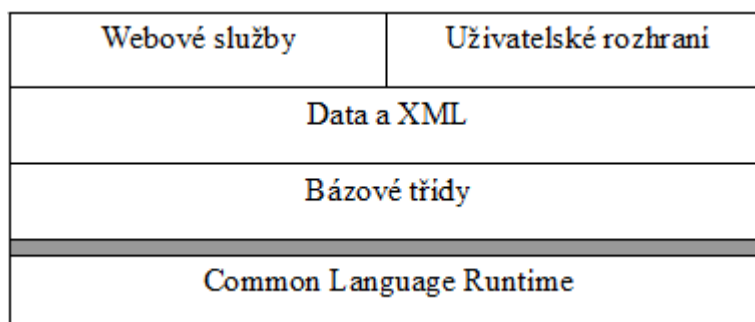 Webové služby
Uživatelské rozhraní
Data a XML
Bázové třídy
Common Language Runtime